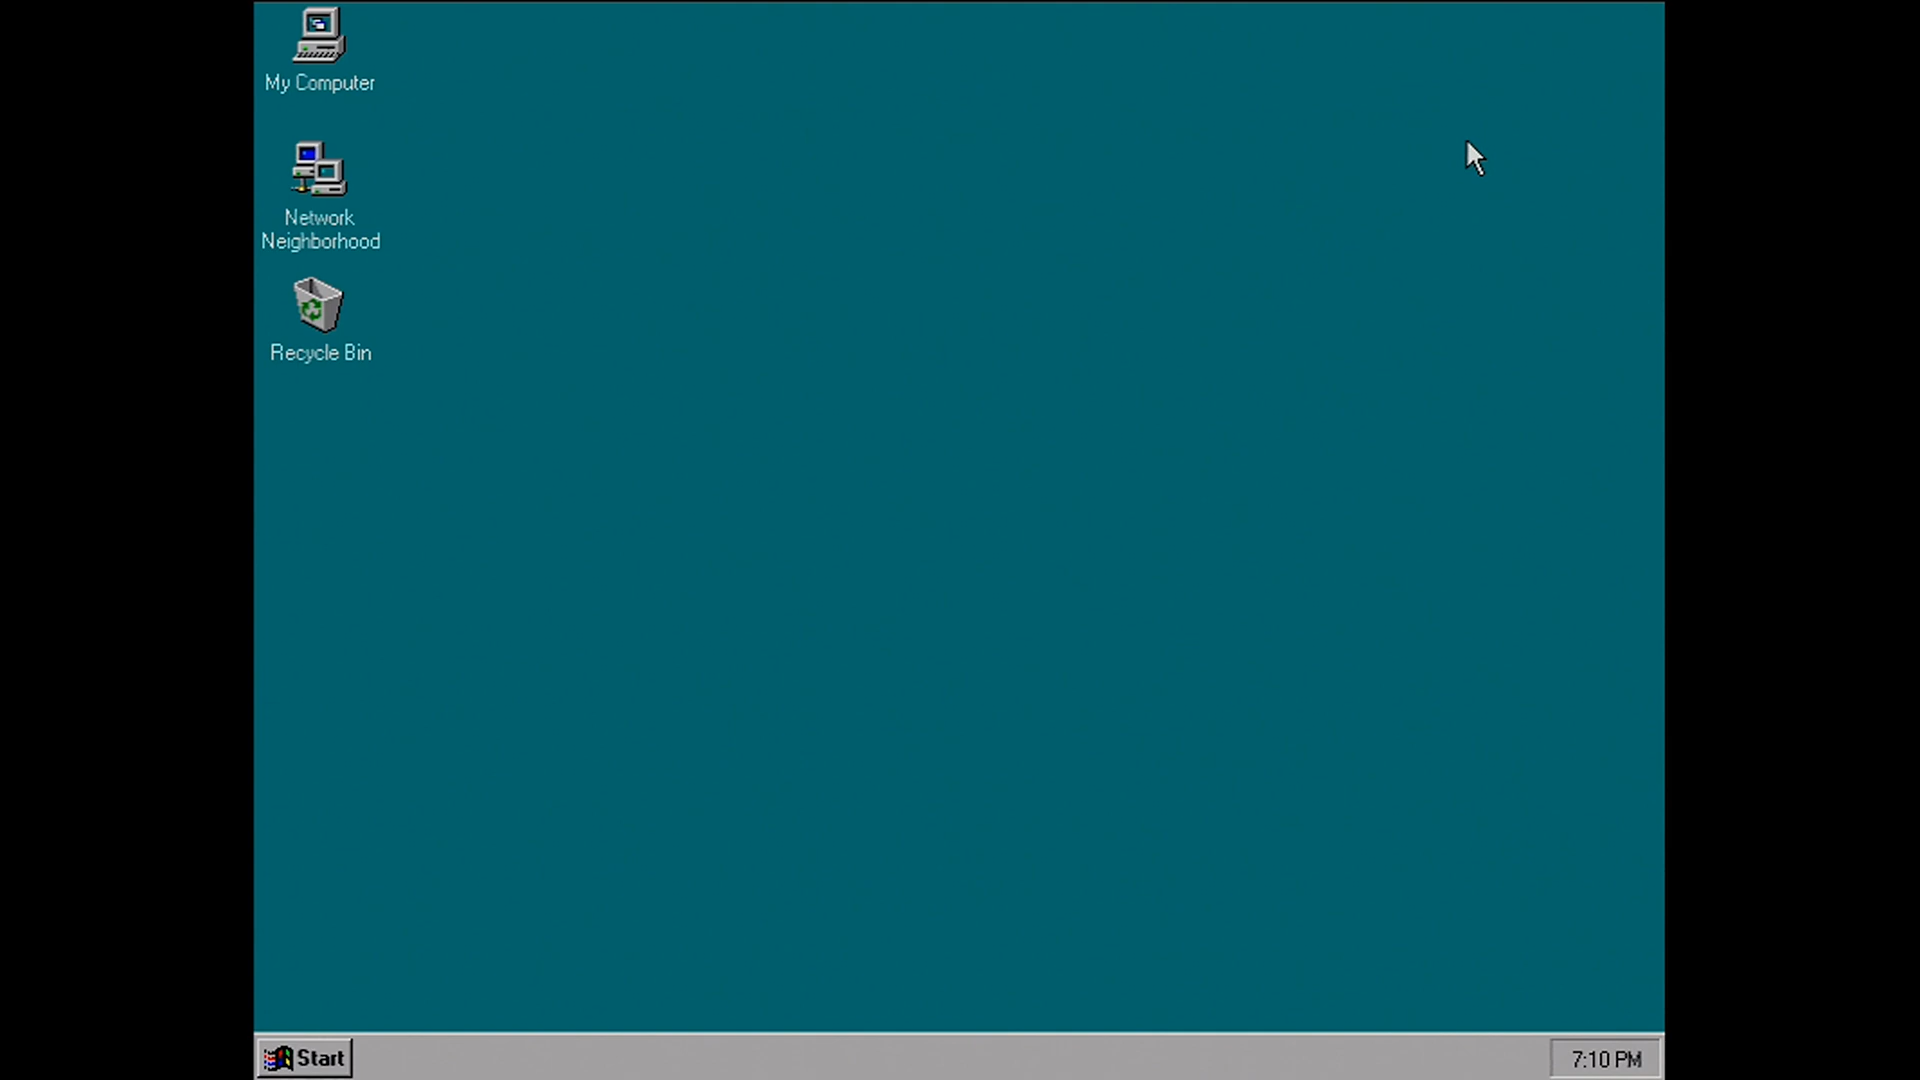 My Computer
Network
Neighborhood
Recycle Bin
Start
7:10 PM